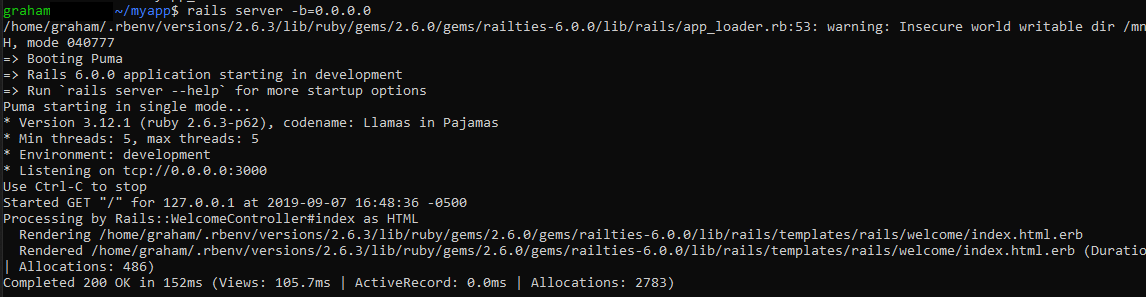 graham ~/myapp$ rails server -b=0.0.0.0
/home/graham/.rbenv/versions/2.6.3/lib/ruby/gems/2.6.0/gems/railties-6.0.0/lib/rails/app_loader.rb:53: warning: Insecure world writable dir /mn
H, mode 040777
=> Booting Puma
=> Rails 6.0.0 application starting in development
=> Run `rails server --help` for more startup options
Puma starting in single mode...
* Version 3.12.1 (ruby 2.6.3-p62), codename: Llamas in Pajamas
* Min threads: 5, max threads: 5
* Environment: development
* Listening on tcp://0.0.0.0:3000
Use Ctrl-C to stop
Started GET "/" for 127.0.0.1 at 2019-09-07 16:48:36 -0500
Processing by Rails::WelcomeController#index as HTML
  Rendering /home/graham/.rbenv/versions/2.6.3/lib/ruby/gems/2.6.0/gems/railties-6.0.0/lib/rails/templates/rails/welcome/index.html.erb
  Rendered /home/graham/.rbenv/versions/2.6.3/lib/ruby/gems/2.6.0/gems/railties-6.0.0/lib/rails/templates/rails/welcome/index.html.erb (Duratio
| Allocations: 486)
Completed 200 OK in 152ms (Views: 105.7ms | ActiveRecord: 0.0ms | Allocations: 2783)